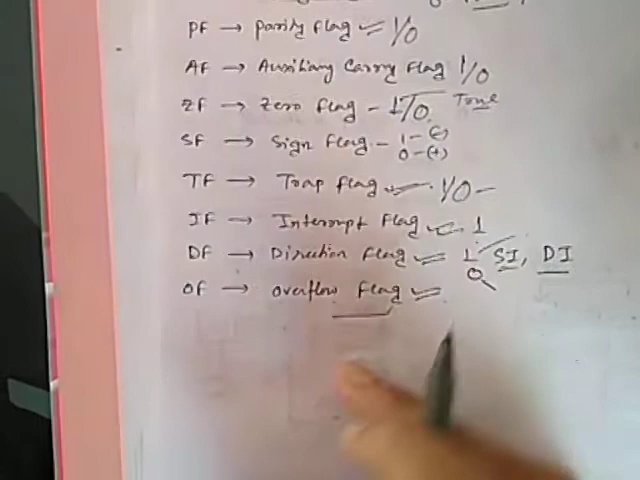 PF → Parity Flag 1/0
AF → Auxiliary Carry Flag 1/0
ZF → Zero Flag - 1/0 True
SF → Sign Flag - 1 - (-)
0 - (+)
TF → Trap Flag 1/0 -
IF → Interrupt Flag 1
DF → Direction Flag 1 SI, DI
0
OF → Overflow Flag